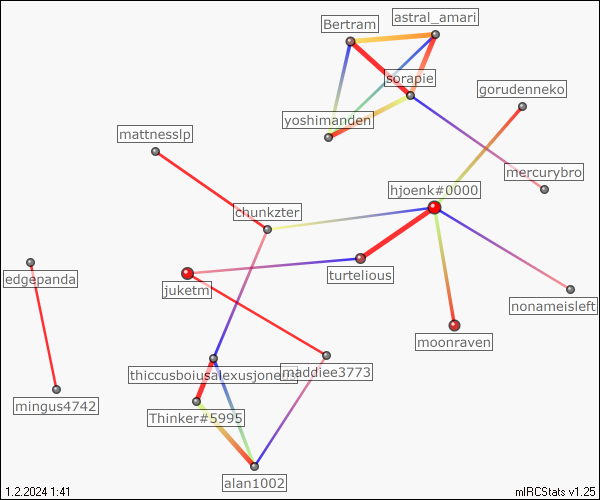 astral_amari
Bertram
sorapie
gorudenneko
yoshimanden
mattnesslp
mercurybro
hjoenk#0000
chunkzter
edgepanda
turtelious
juketm
nonameisleft
moonraven
maddiee3773
mingus4742
Thinker#5995
alan1002
1.2.2024 1:41
mIRCStats v1.25